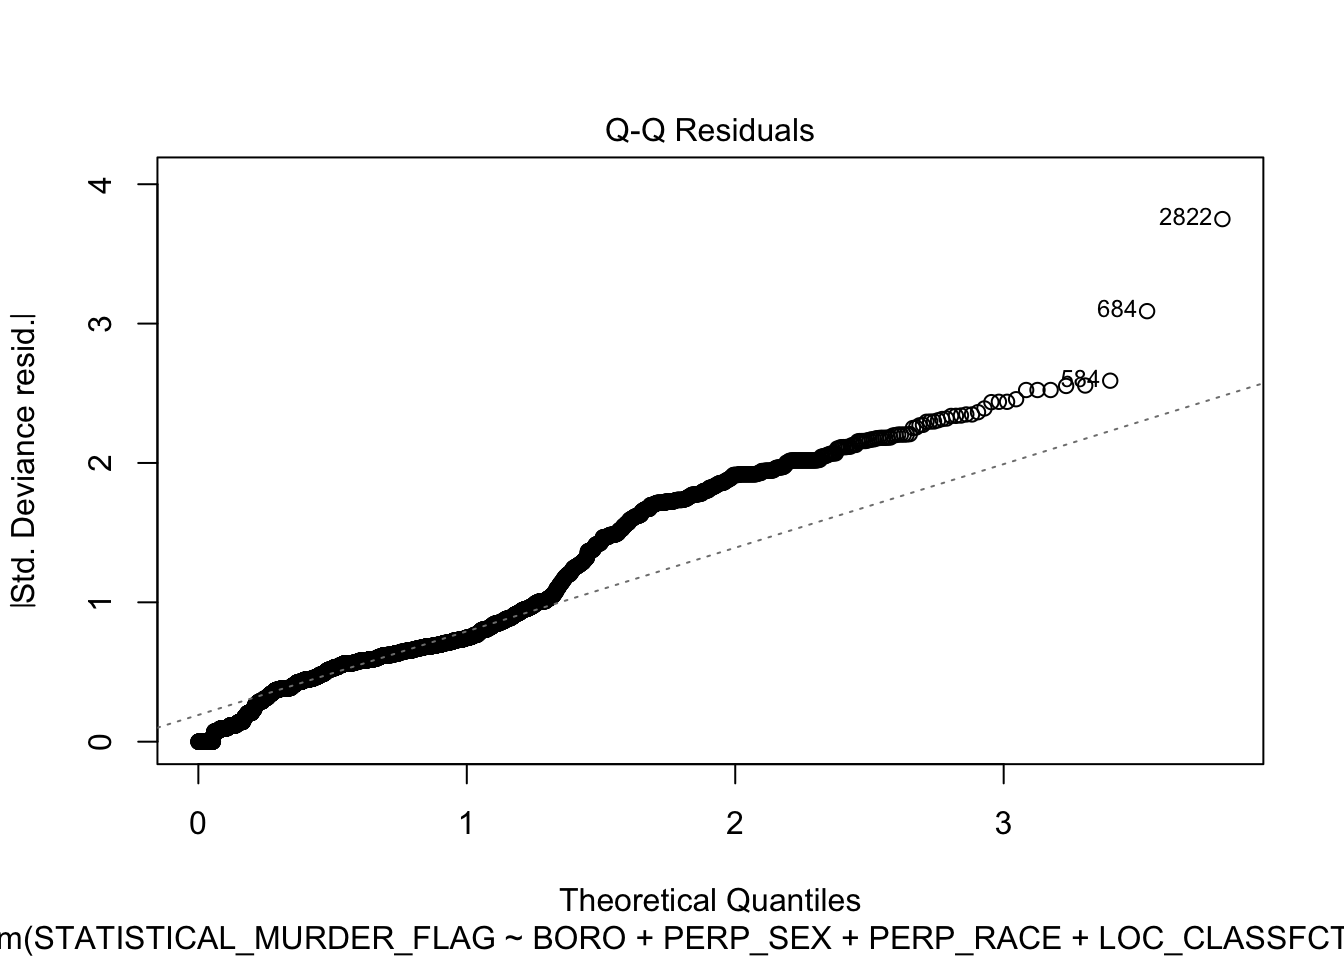 Q-Q Residuals
4
3
2
1
0
|Std. Deviance resid.|
2822
684
584
0 1 2 3
Theoretical Quantiles
m(STATISTICAL_MURDER_FLAG ~ BORO + PERP_SEX + PERP_RACE + LOC_CLASSFCT